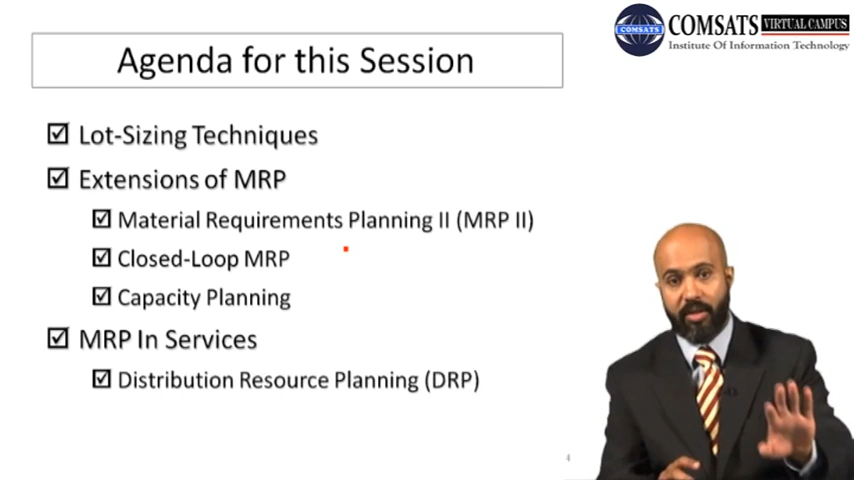 COMSATS VIRTUAL CAMPUS
COMSATS
Institute Of Information Technology
Agenda for this Session
Lot-Sizing Techniques
Extensions of MRP
Material Requirements Planning II (MRP II)
Closed-Loop MRP
Capacity Planning
MRP In Services
Distribution Resource Planning (DRP)
4